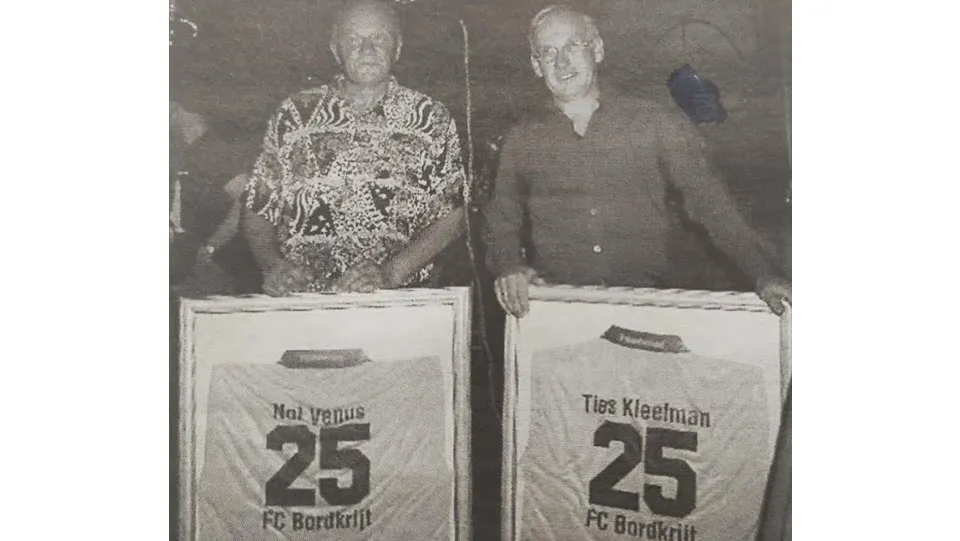 Nol Venus
25
FC Bordkrijt
Ties Kleefman
25
FC Bordkrijt